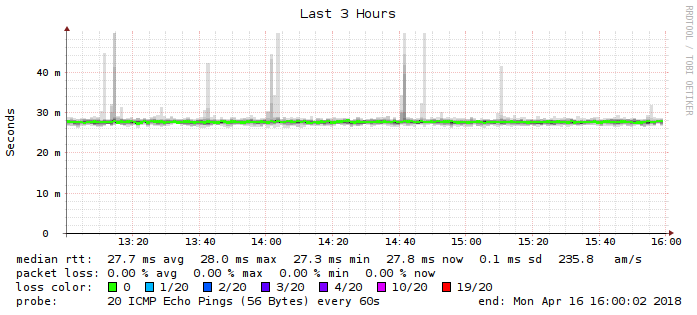 Last 3 Hours
RRDTOOL / TOBI OETIKER
Seconds
40 m
30 m
20 m
10 m
0
13:20 13:40 14:00 14:20 14:40 15:00 15:20 15:40 16:00
median rtt: 27.7 ms avg 28.0 ms max 27.3 ms min 27.8 ms now 0.1 ms sd 235.8 am/s
packet loss: 0.00 % avg 0.00 % max 0.00 % min 0.00 % now
loss color: 0 1/20 2/20 3/20 4/20 10/20 19/20
probe: 20 ICMP Echo Pings (56 Bytes) every 60s end: Mon Apr 16 16:00:02 2018